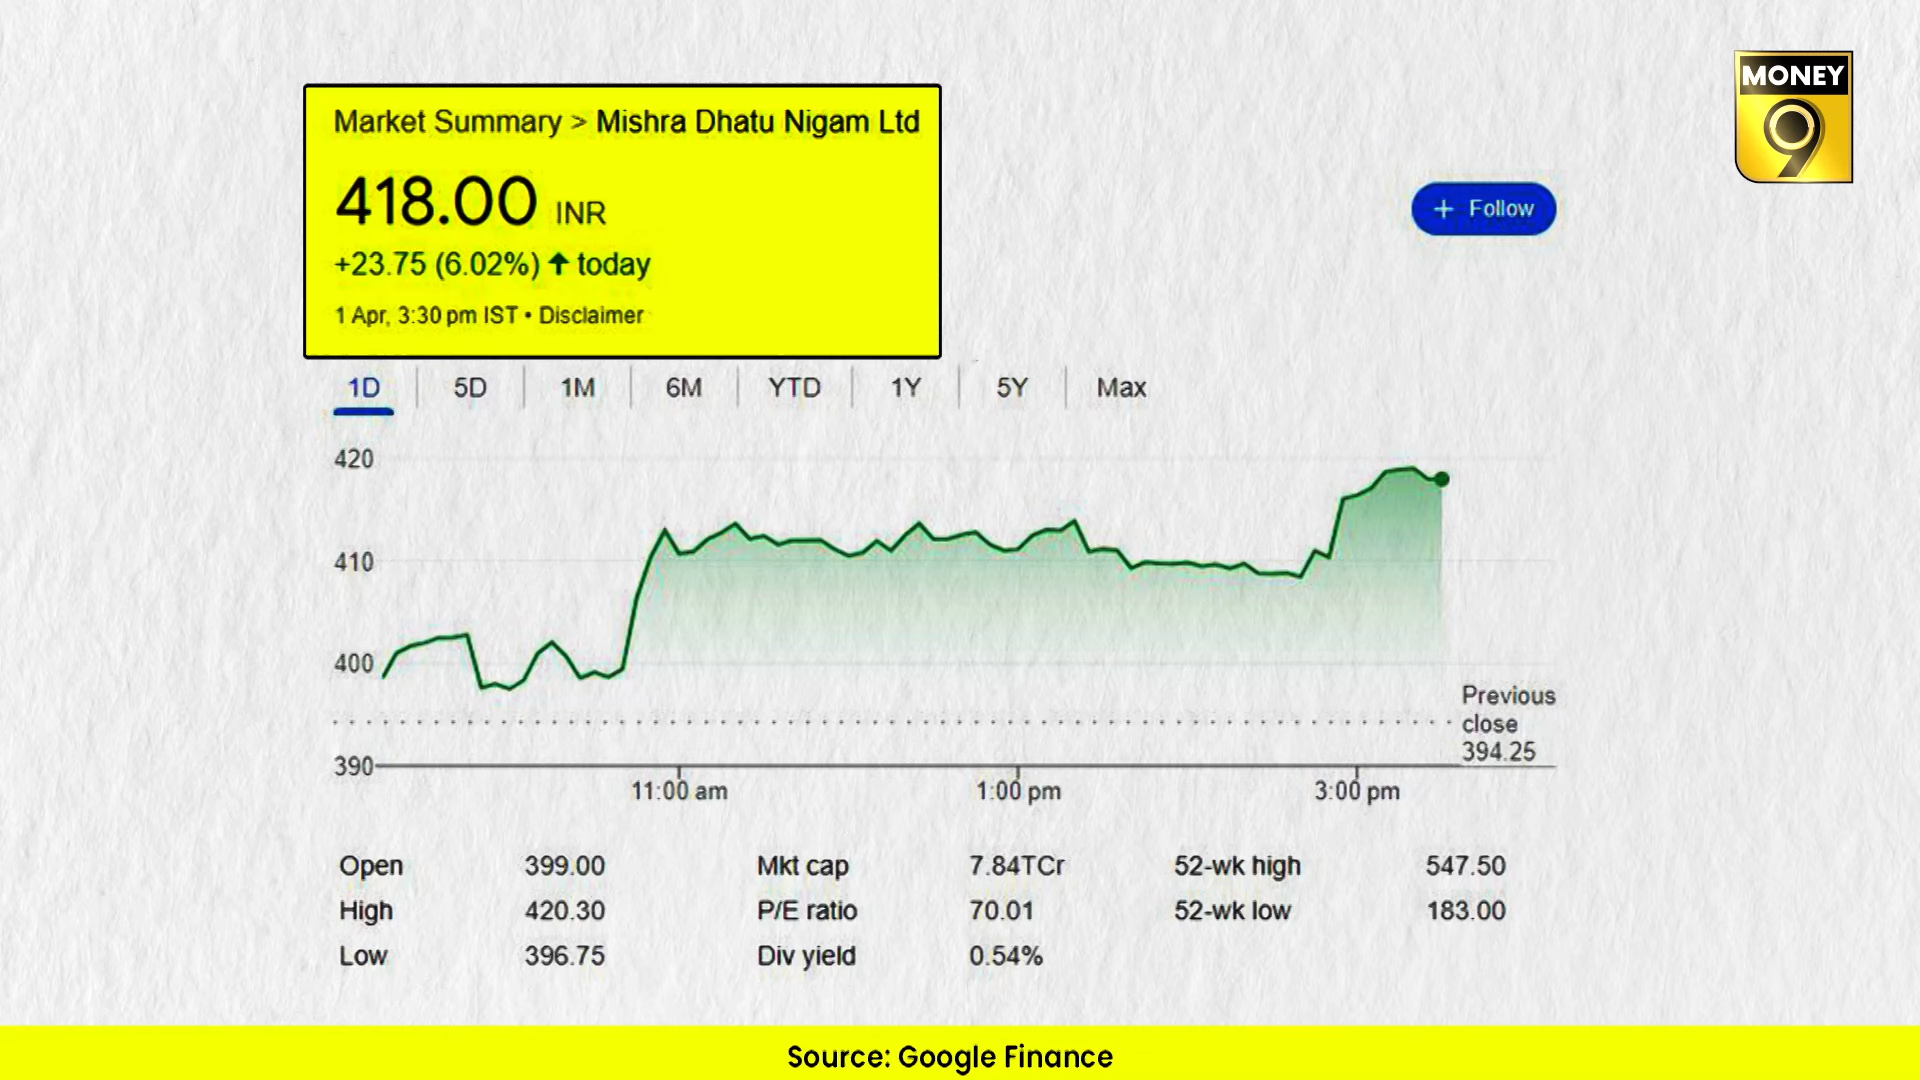 MONEY
9
Market Summary > Mishra Dhatu Nigam Ltd
418.00 INR
+ Follow
+23.75 (6.02%) ↑ today
1 Apr, 3:30 pm IST • Disclaimer
1D 5D 1M 6M YTD 1Y 5Y Max
420
410
400
390
Previous
close
394.25
11:00 am 1:00 pm 3:00 pm
Open 399.00 Mkt cap 7.84TCr 52-wk high 547.50
High 420.30 P/E ratio 70.01 52-wk low 183.00
Low 396.75 Div yield 0.54%
Source: Google Finance